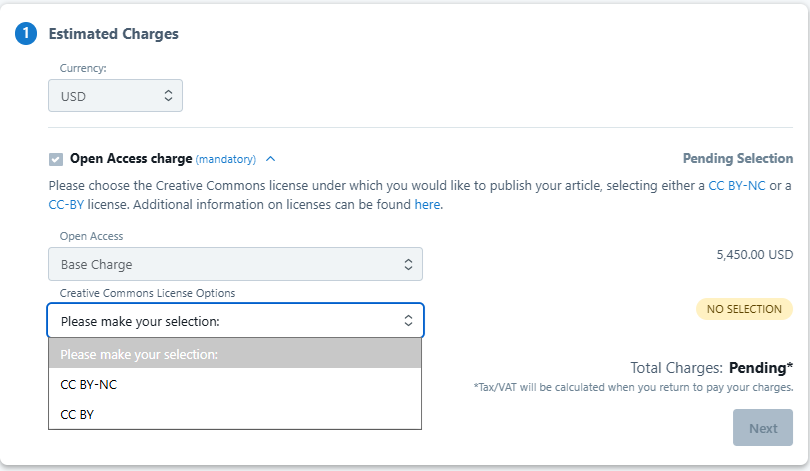 1 Estimated Charges
Currency:
USD
Open Access charge (mandatory) Pending Selection
Please choose the Creative Commons license under which you would like to publish your article, selecting either a CC BY-NC or a
CC-BY license. Additional information on licenses can be found here.
Open Access
Base Charge 5,450.00 USD
Creative Commons License Options
Please make your selection: NO SELECTION
Please make your selection:
CC BY-NC
CC BY
Total Charges: Pending*
*Tax/VAT will be calculated when you return to pay your charges.
Next